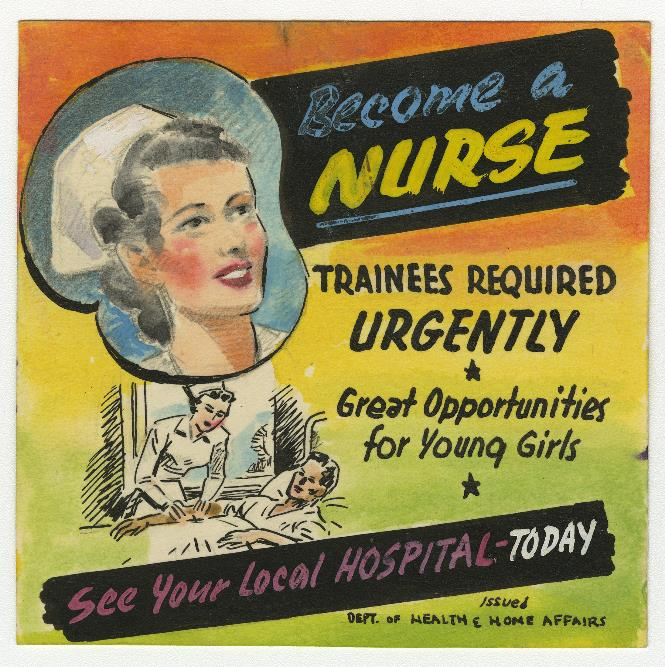 Become a
NURSE
TRAINEES REQUIRED
URGENTLY
Great Opportunities
for Young Girls
See Your Local HOSPITAL-TODAY
Issued
DEPT. OF HEALTH & HOME AFFAIRS